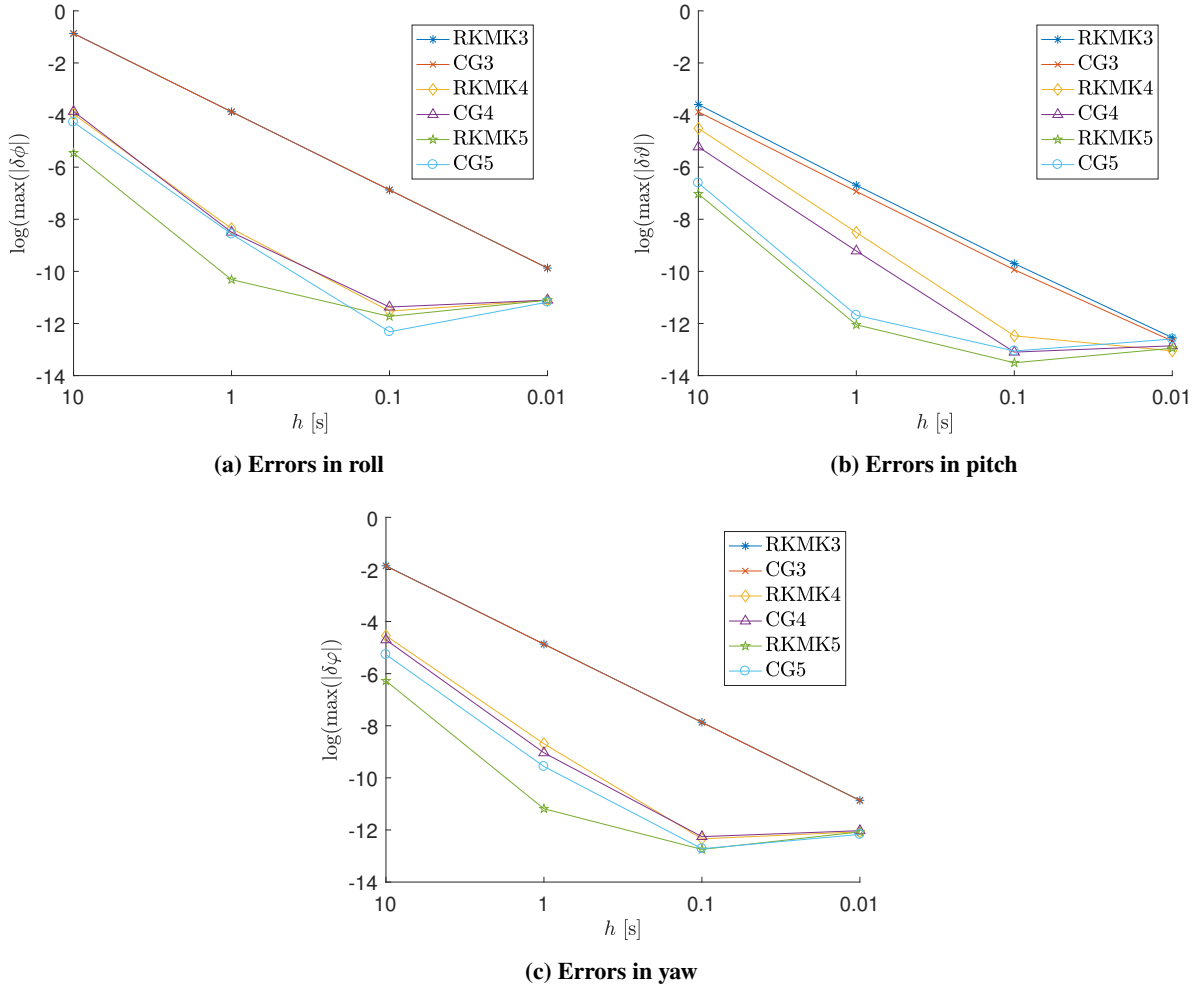 0
-2
-4
-6
-8
-10
-12
-14
10
1
0.1
0.01
log(max(|δϕ|)
h [s]
RKMK3
CG3
RKMK4
CG4
RKMK5
CG5
(a) Errors in roll
0
-2
-4
-6
-8
-10
-12
-14
10
1
0.1
0.01
log(max(|δϑ|)
h [s]
RKMK3
CG3
RKMK4
CG4
RKMK5
CG5
(b) Errors in pitch
0
-2
-4
-6
-8
-10
-12
-14
10
1
0.1
0.01
log(max(|δφ|)
h [s]
RKMK3
CG3
RKMK4
CG4
RKMK5
CG5
(c) Errors in yaw